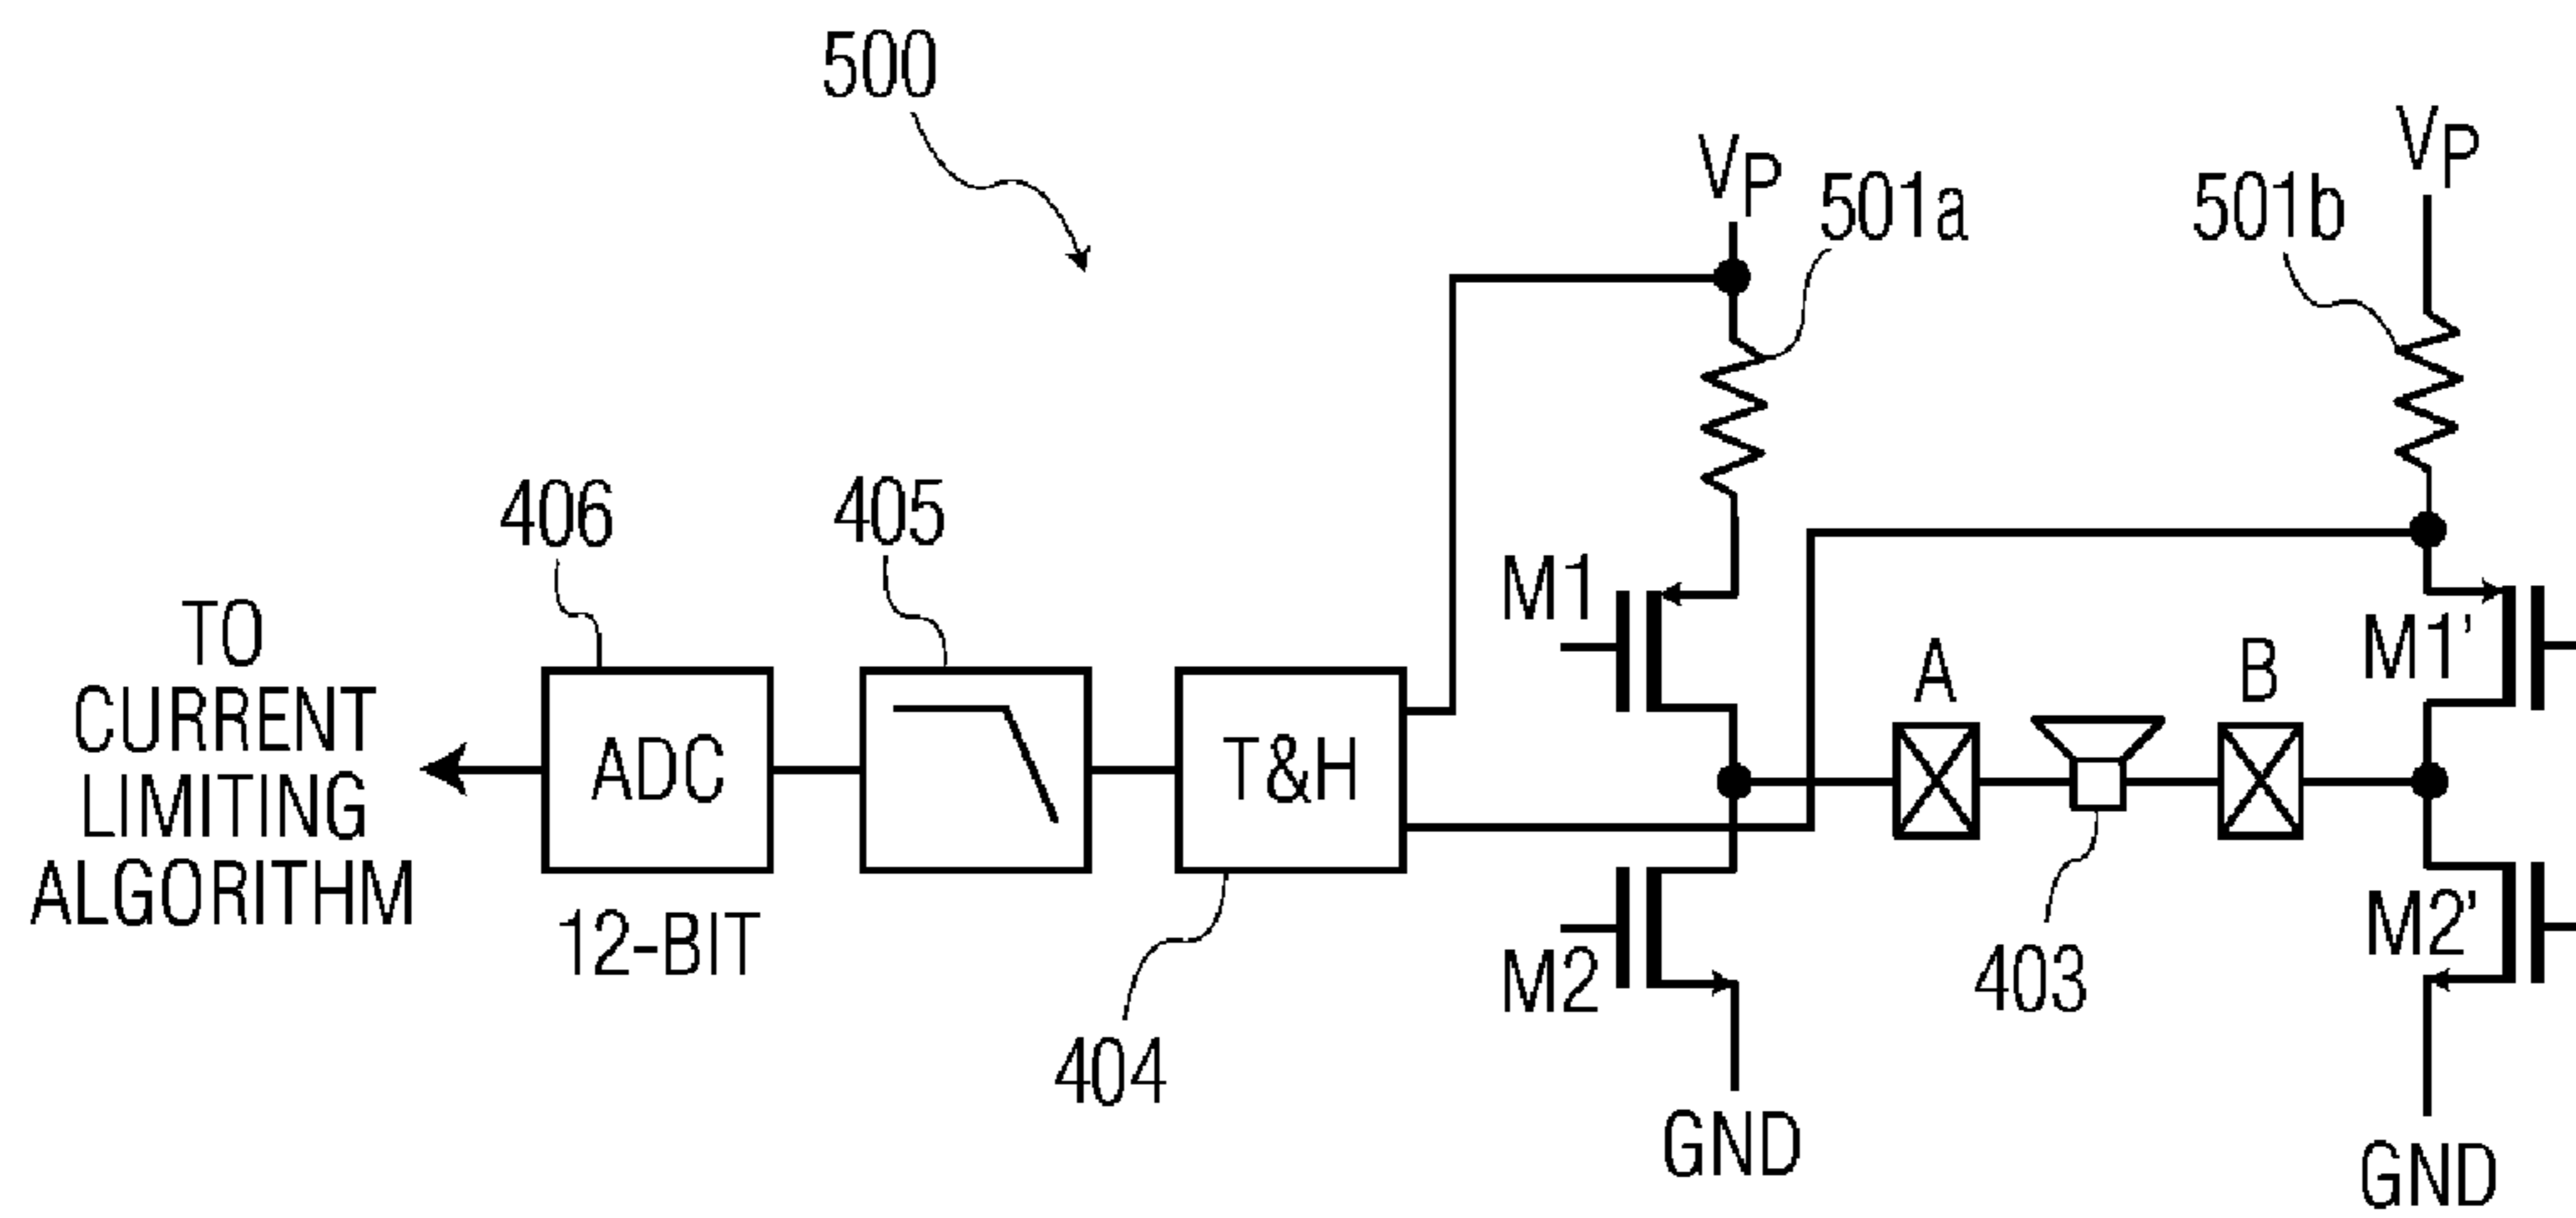 500
VP
VP
501a
501b
406
405
M1
TO
CURRENT
LIMITING
ALGORITHM
ADC
T&H
A
B
M1'
12-BIT
M2
M2'
403
404
GND
GND